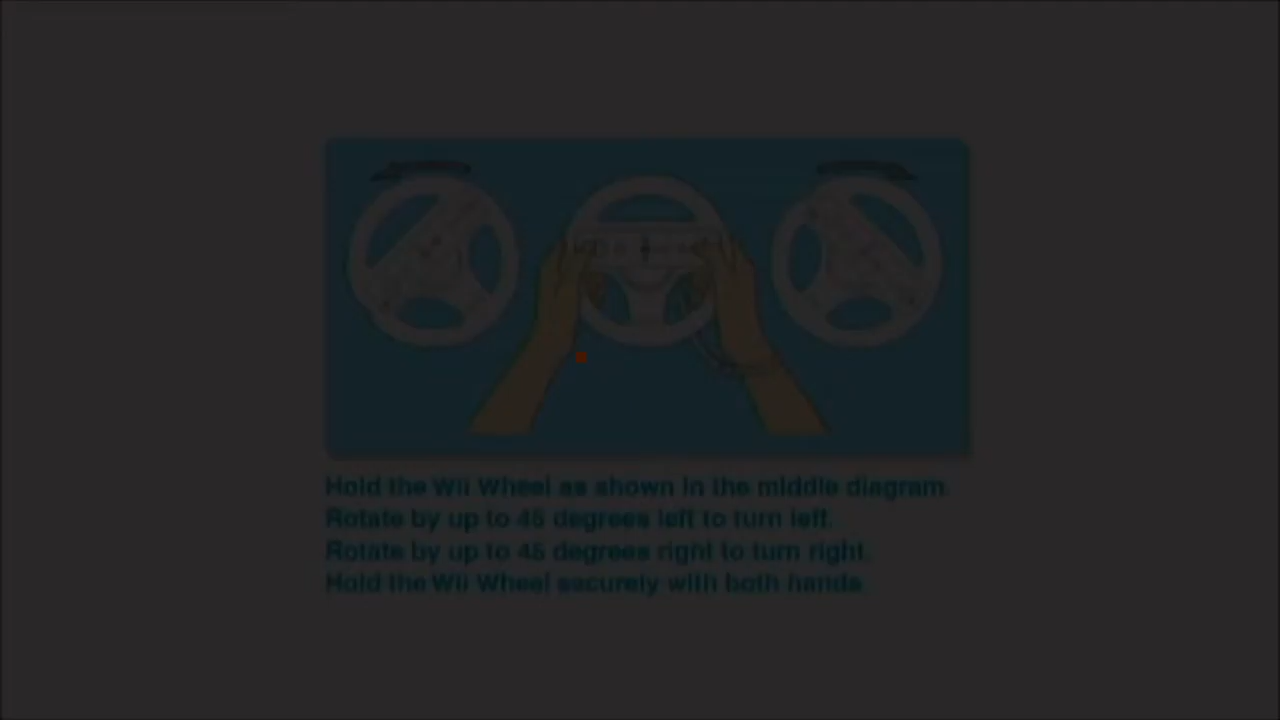 Hold the Wii Wheel as shown in the middle diagram.
Rotate by up to 45 degrees left to turn left.
Rotate by up to 45 degrees right to turn right.
Hold the Wii Wheel securely with both hands.